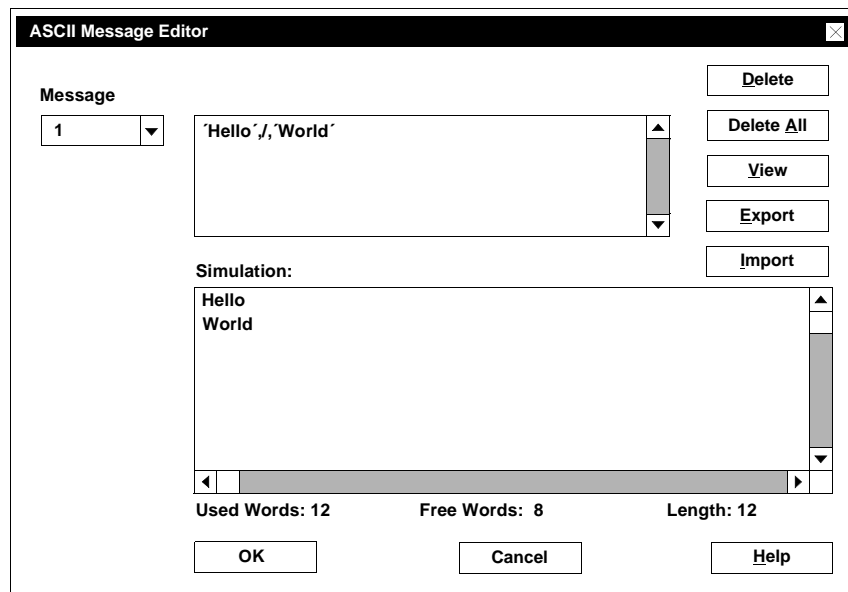 ASCII Message Editor
Message
1
´Hello´,/,´World´
Delete
Delete All
View
Export
Import
Simulation:
Hello
World
Used Words: 12 Free Words: 8 Length: 12
OK Cancel Help